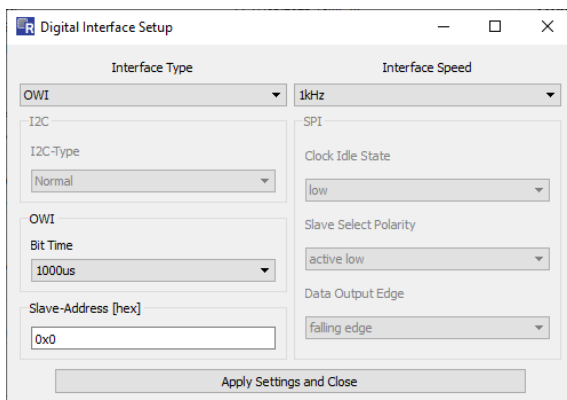 Digital Interface Setup
Interface Type
OWI
Interface Speed
1kHz
I2C
I2C-Type
Normal
OWI
Bit Time
1000us
Slave-Address [hex]
0x0
SPI
Clock Idle State
low
Slave Select Polarity
active low
Data Output Edge
falling edge
Apply Settings and Close